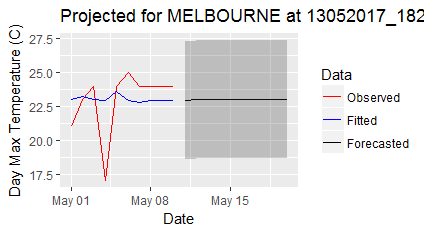 Projected for MELBOURNE at 13052017_182
Day Max Temperature (C)
27.5
25.0
22.5
20.0
17.5
May 01
May 08
May 15
Date
Data
Observed
Fitted
Forecasted